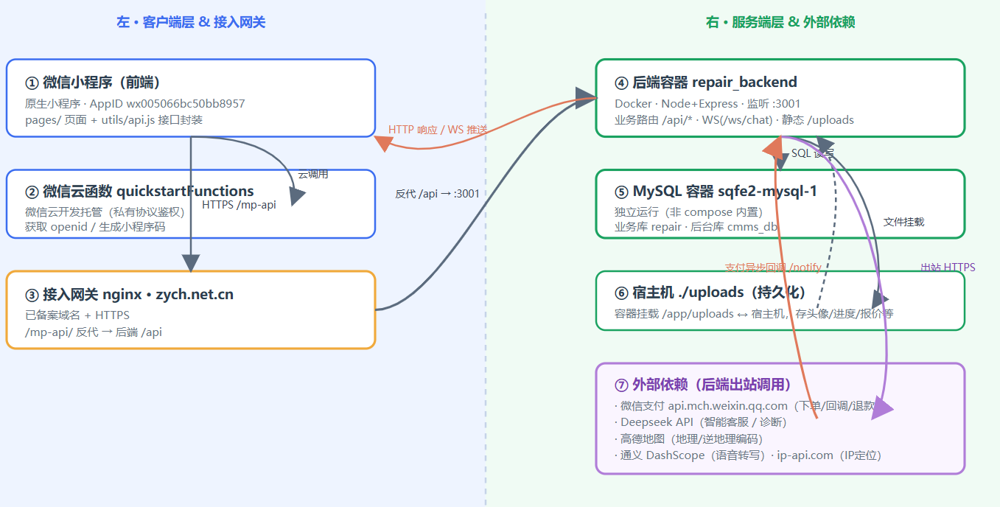 左 · 客户端层 & 接入网关
① 微信小程序（前端）
原生小程序 · AppID wx005066bc50bb8957
pages/ 页面 + utils/api.js 接口封装
云调用
② 微信云函数 quickstartFunctions
HTTPS /mp-api
微信云开发托管（私有协议鉴权）
获取 openid / 生成小程序码
③ 接入网关 nginx · zych.net.cn
已备案域名 + HTTPS
/mp-api/ 反代 → 后端 /api
HTTP 响应 / WS 推送
反代 /api → :3001
右 · 服务端层 & 外部依赖
④ 后端容器 repair_backend
Docker · Node+Express · 监听 :3001
业务路由 /api/* · WS(/ws/chat) · 静态 /uploads
SQL 读写
⑤ MySQL 容器 sqfe2-mysql-1
独立运行（非 compose 内置）
业务库 repair · 后台库 cmms_db
文件挂载
支付异步回调 /notify
出站 HTTPS
⑥ 宿主机 ./uploads（持久化）
容器挂载 /app/uploads ↔ 宿主机，存头像/进度/报价等
⑦ 外部依赖（后端出站调用）
· 微信支付 api.mch.weixin.qq.com（下单/回调/退款
· Deepseek API（智能客服 / 诊断）
· 高德地图（地理/逆地理编码）
· 通义 DashScope（语音转写）· ip-api.com（IP定位）